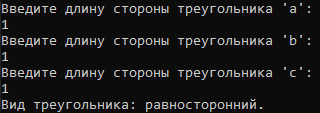 Введите длину стороны треугольника 'a':
1
Введите длину стороны треугольника 'b':
1
Введите длину стороны треугольника 'c':
1
Вид треугольника: равносторонний.